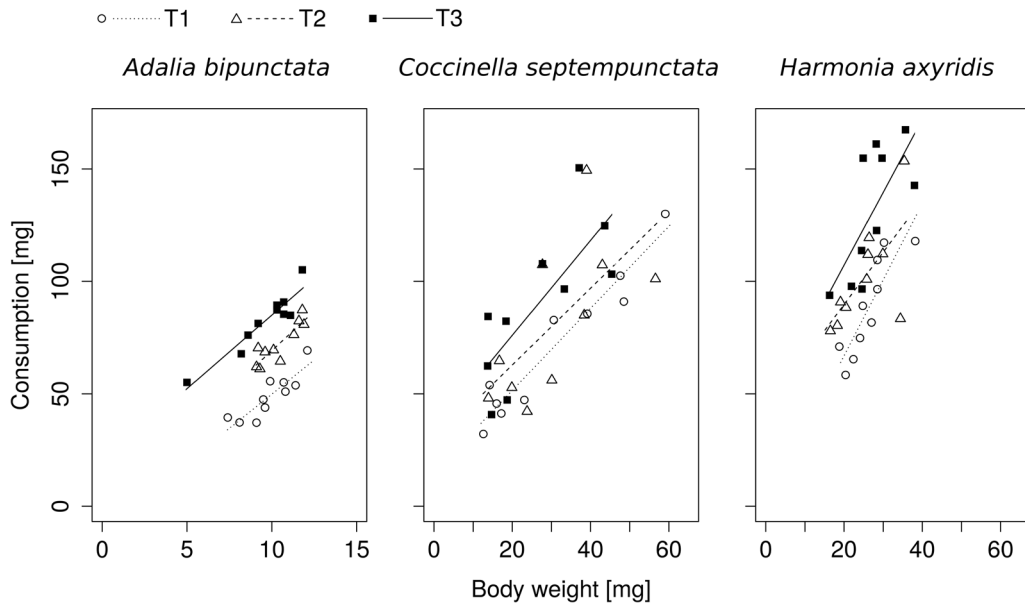 T1 T2 T3
Adalia bipunctata Coccinella septempunctata Harmonia axyridis
Consumption [mg]
150
100
50
0
0 5 10 15 0 20 40 60 0 20 40 60
Body weight [mg]